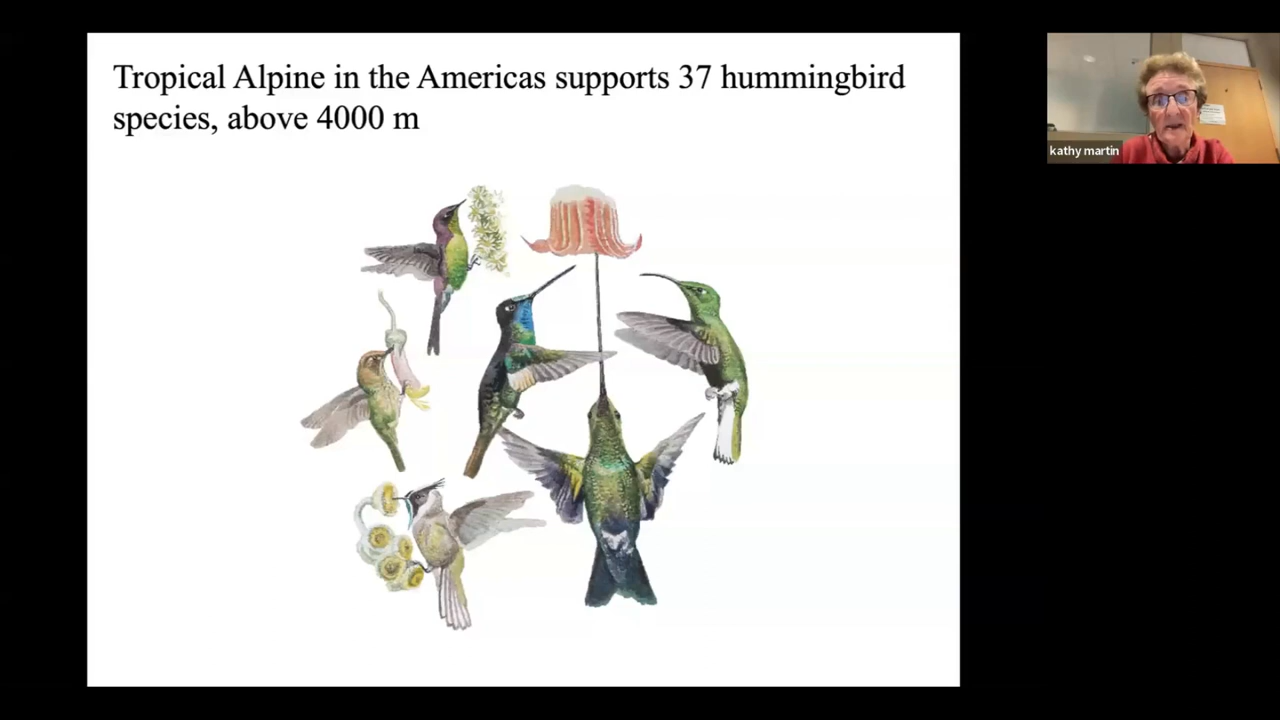 Tropical Alpine in the Americas supports 37 hummingbird
species, above 4000 m
kathy martin